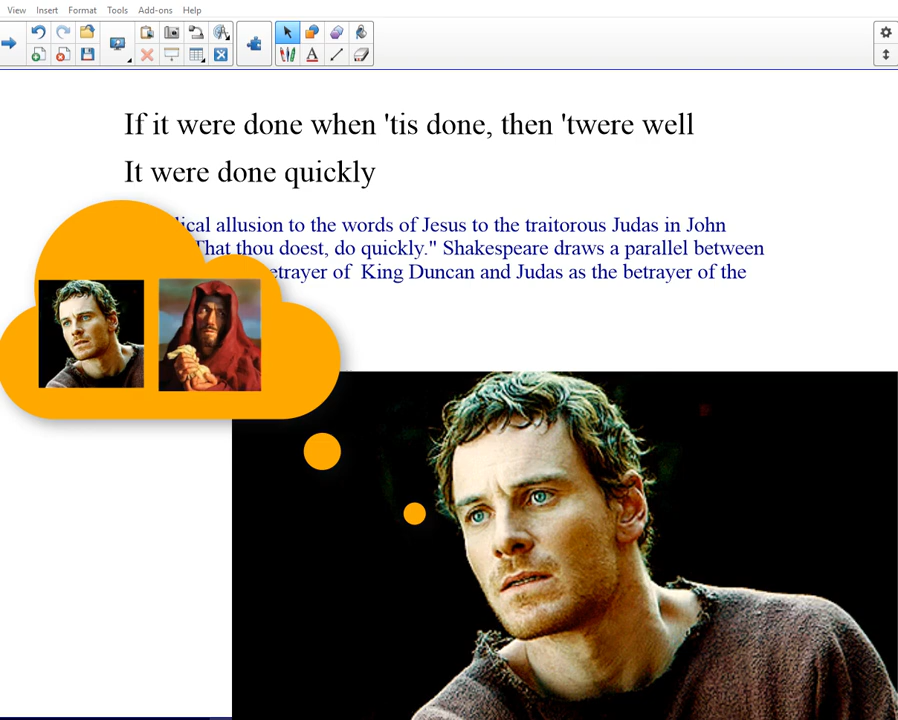 View Insert Format Tools Add-ons Help
If it were done when 'tis done, then 'twere well
It were done quickly
allusion to the words of Jesus to the traitorous Judas in John
That thou doest, do quickly." Shakespeare draws a parallel between
of King Duncan and Judas as the betrayer of the